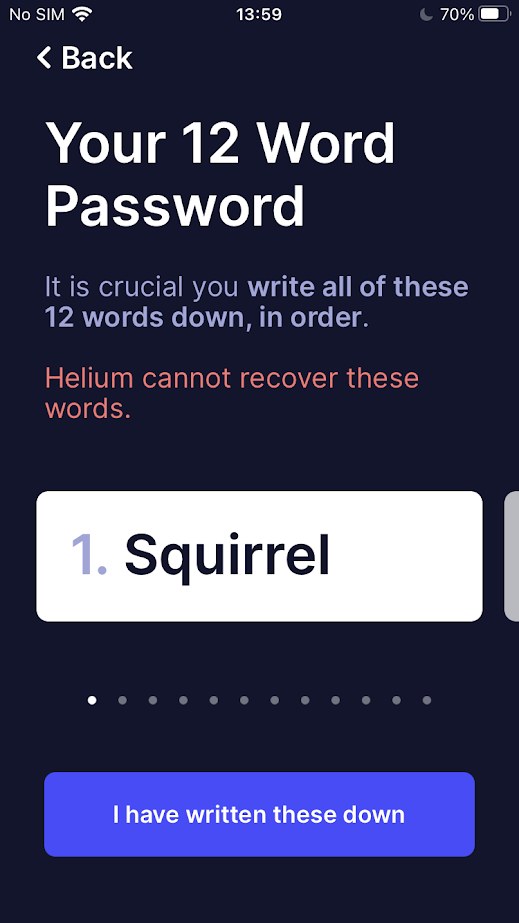 No SIM 13:59 70%
Back
Your 12 Word
Password
It is crucial you write all of these
12 words down, in order.
Helium cannot recover these
words.
1. Squirrel
I have written these down